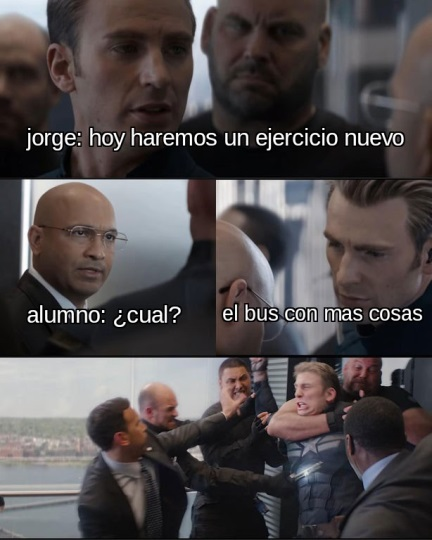 jorge: hoy haremos un ejercicio nuevo
alumno: ¿cual?
el bus con mas cosas